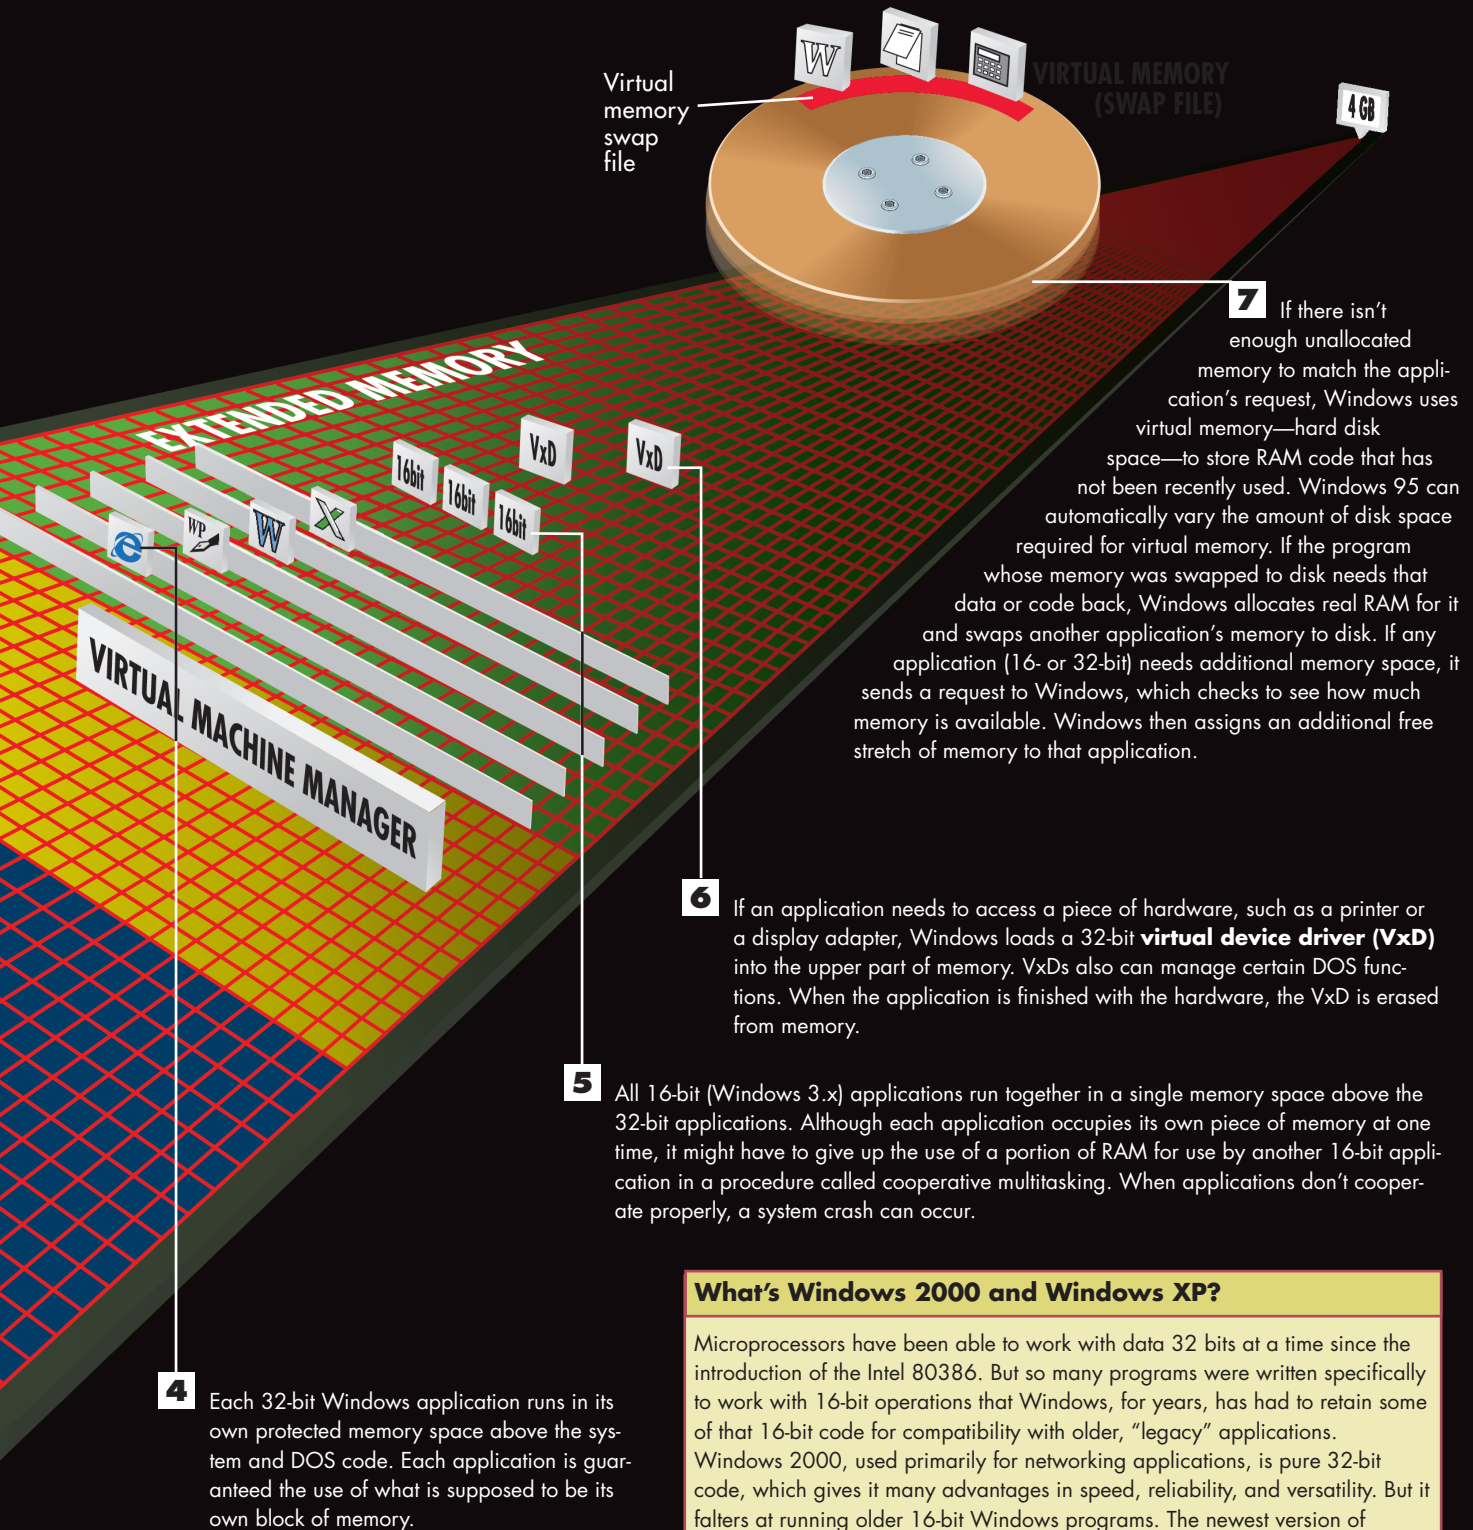 W
VIRTUAL MEMORY
(SWAP FILE)
Virtual
memory
swap
file
4 GB
7 If there isn’t
enough unallocated
memory to match the appli-
cation’s request, Windows uses
virtual memory—hard disk
space—to store RAM code that has
not been recently used. Windows 95 can
automatically vary the amount of disk space
required for virtual memory. If the program
whose memory was swapped to disk needs that
data or code back, Windows allocates real RAM for it
and swaps another application’s memory to disk. If any
application (16- or 32-bit) needs additional memory space, it
sends a request to Windows, which checks to see how much
memory is available. Windows then assigns an additional free
stretch of memory to that application.
EXTENDED MEMORY
VxD
VxD
16bit
16bit
16bit
e
WP
W
X
VIRTUAL MACHINE MANAGER
6 If an application needs to access a piece of hardware, such as a printer or
a display adapter, Windows loads a 32-bit virtual device driver (VxD)
into the upper part of memory. VxDs also can manage certain DOS func-
tions. When the application is finished with the hardware, the VxD is erased
from memory.
5 All 16-bit (Windows 3.x) applications run together in a single memory space above the
32-bit applications. Although each application occupies its own piece of memory at one
time, it might have to give up the use of a portion of RAM for use by another 16-bit appli-
cation in a procedure called cooperative multitasking. When applications don’t cooper-
ate properly, a system crash can occur.
4 Each 32-bit Windows application runs in its
own protected memory space above the sys-
tem and DOS code. Each application is guar-
anteed the use of what is supposed to be its
own block of memory.
What’s Windows 2000 and Windows XP?
Microprocessors have been able to work with data 32 bits at a time since the
introduction of the Intel 80386. But so many programs were written specifically
to work with 16-bit operations that Windows, for years, has had to retain some
of that 16-bit code for compatibility with older, “legacy” applications.
Windows 2000, used primarily for networking applications, is pure 32-bit
code, which gives it many advantages in speed, reliability, and versatility. But it
falters at running older 16-bit Windows programs. The newest version of